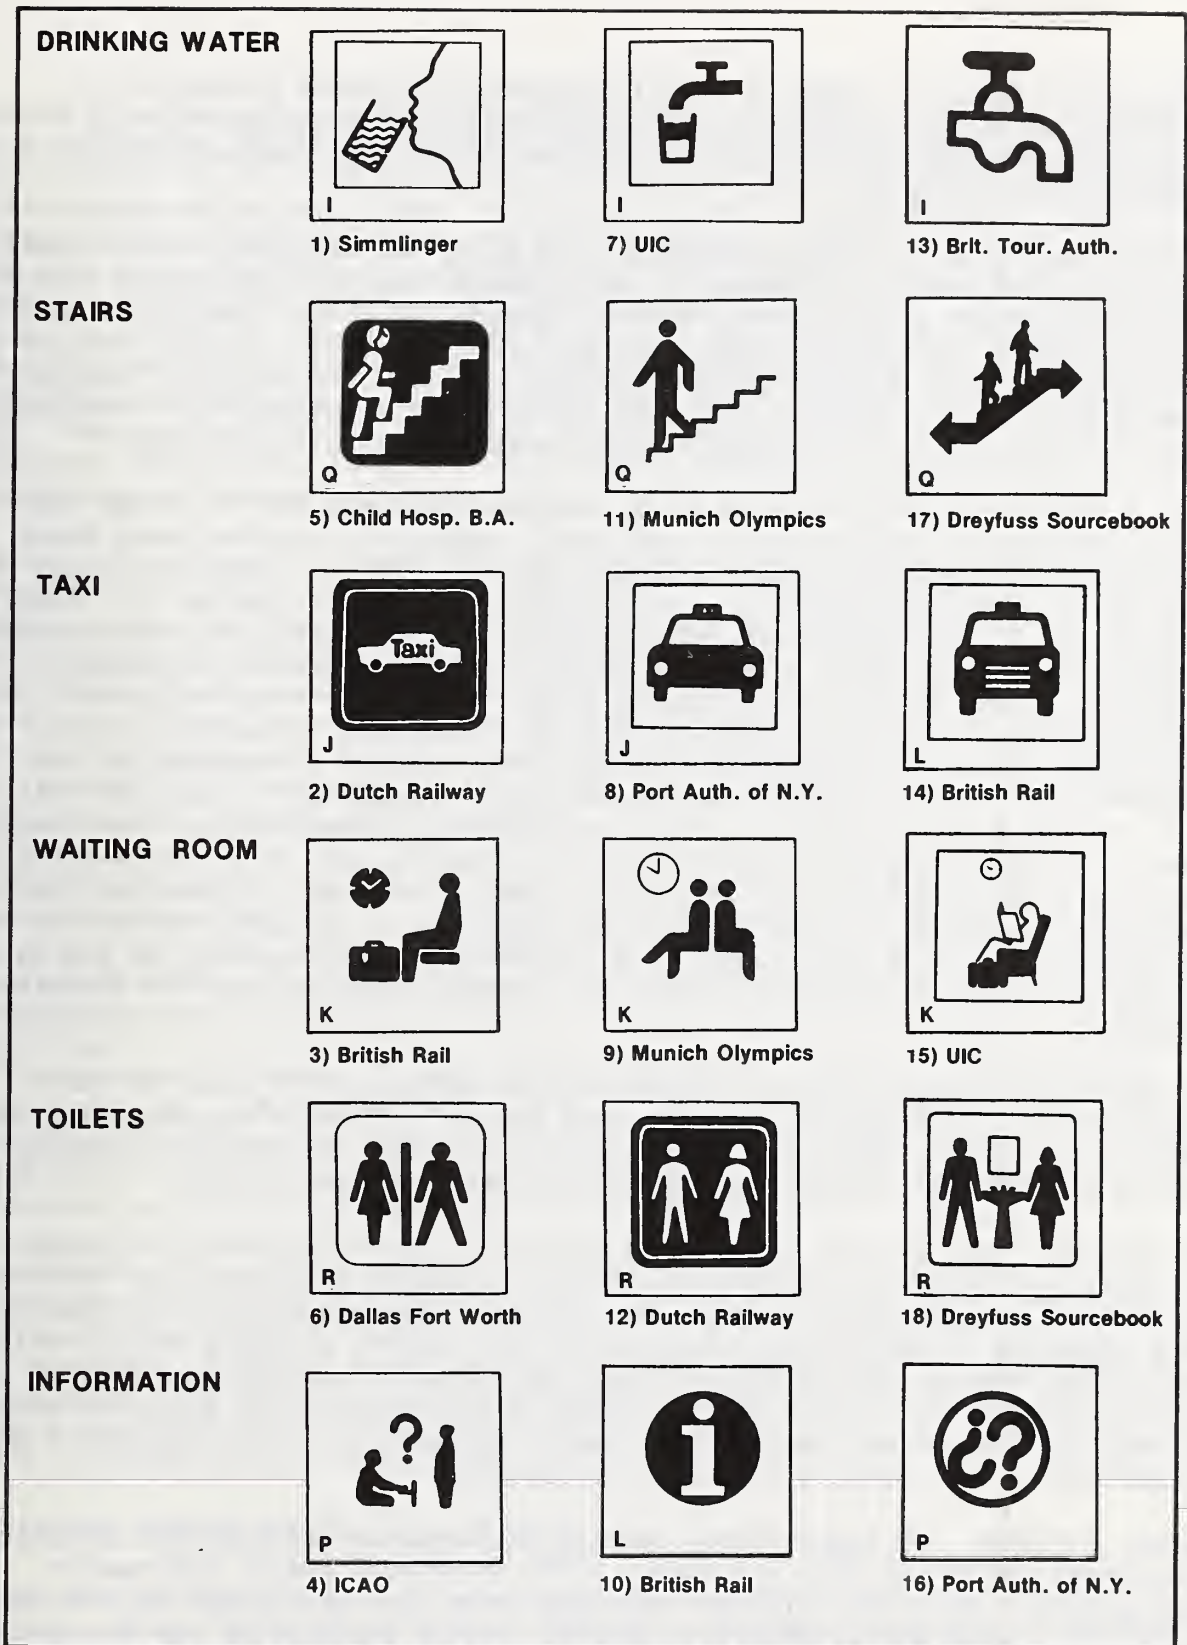 DRINKING WATER
I
I
I
1) Simmlinger
7) UIC
13) Brit. Tour. Auth.
STAIRS
Q
Q
Q
5) Child Hosp. B.A.
11) Munich Olympics
17) Dreyfuss Sourcebook
TAXI
Taxi
J
J
L
2) Dutch Railway
8) Port Auth. of N.Y.
14) British Rail
WAITING ROOM
K
K
K
3) British Rail
9) Munich Olympics
15) UIC
TOILETS
R
R
R
6) Dallas Fort Worth
12) Dutch Railway
18) Dreyfuss Sourcebook
INFORMATION
?
i
¿?
P
L
P
4) ICAO
10) British Rail
16) Port Auth. of N.Y.